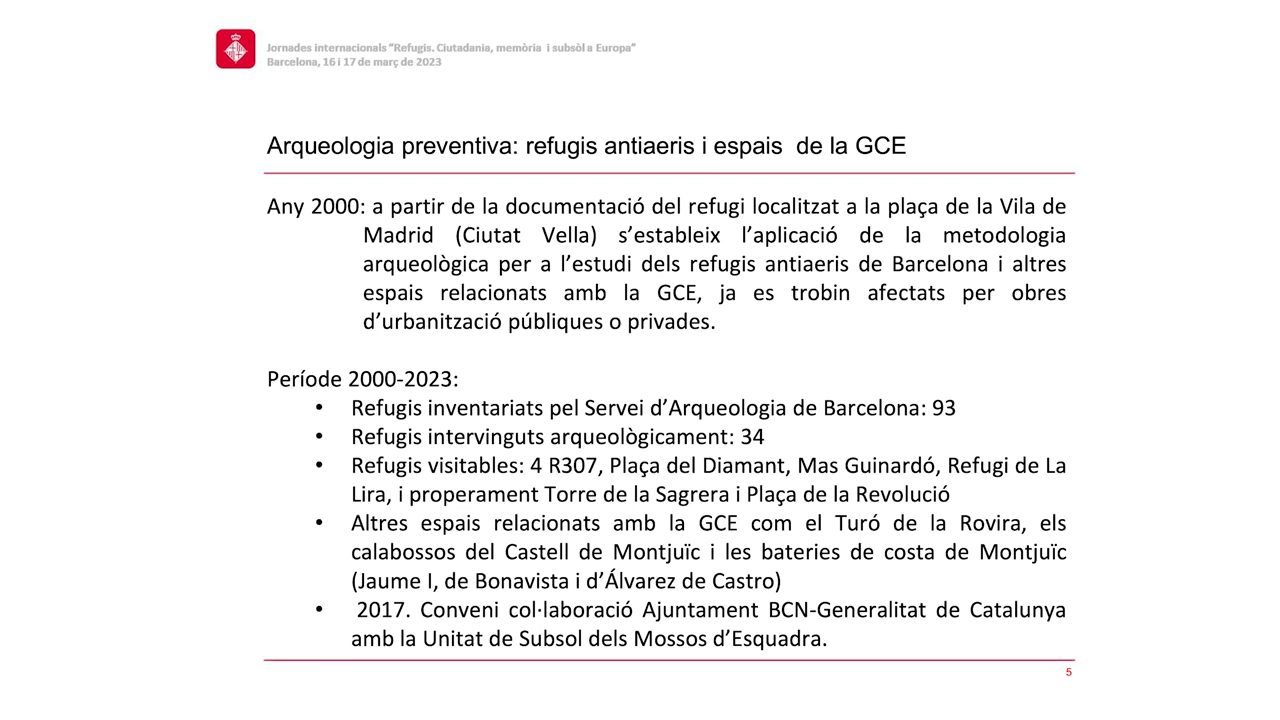 Jornades internacionals “Refugis. Ciutadania, memòria  i subsòl a Europa”
Barcelona, 16 i 17 de març de 2023
Arqueologia preventiva: refugis antiaeris i espais  de la GCE
Any 2000: a partir de la documentació del refugi localitzat a la plaça de la Vila de
Madrid (Ciutat Vella) s’estableix l’aplicació de la metodologia
arqueològica per a l’estudi dels refugis antiaeris de Barcelona i altres
espais relacionats amb la GCE, ja es trobin afectats per obres
d’urbanització públiques o privades.
Període 2000-2023:
• Refugis inventariats pel Servei d’Arqueologia de Barcelona: 93
• Refugis intervinguts arqueològicament: 34
• Refugis visitables: 4 R307, Plaça del Diamant, Mas Guinardó, Refugi de La
Lira, i properament Torre de la Sagrera i Plaça de la Revolució
• Altres espais relacionats amb la GCE com el Turó de la Rovira, els
calabossos del Castell de Montjuïc i les bateries de costa de Montjuïc
(Jaume I, de Bonavista i d’Álvarez de Castro)
• 2017. Conveni col·laboració Ajuntament BCN-Generalitat de Catalunya
amb la Unitat de Subsol dels Mossos d’Esquadra.
5